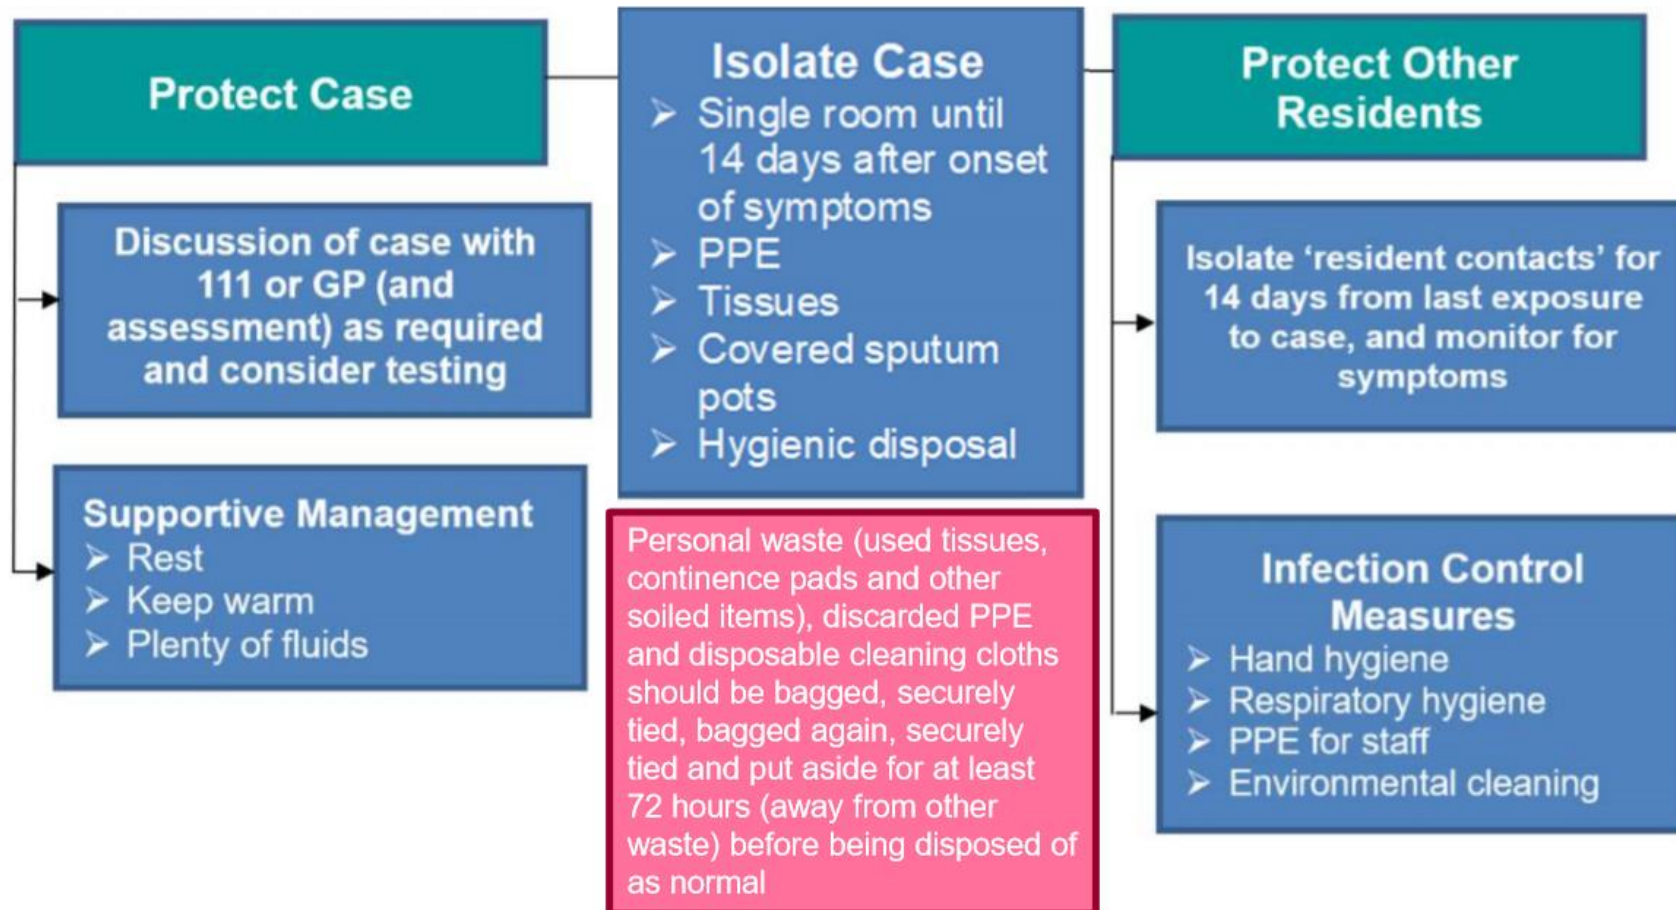 Protect Case
Discussion of case with
111 or GP (and
assessment) as required
and consider testing
Supportive Management
➢ Rest
➢ Keep warm
➢ Plenty of fluids
Isolate Case
➢ Single room until
14 days after onset
of symptoms
➢ PPE
➢ Tissues
➢ Covered sputum
pots
➢ Hygienic disposal
Personal waste (used tissues,
continence pads and other
soiled items), discarded PPE
and disposable cleaning cloths
should be bagged, securely
tied, bagged again, securely
tied and put aside for at least
72 hours (away from other
waste) before being disposed of
as normal
Protect Other
Residents
Isolate ‘resident contacts’ for
14 days from last exposure
to case, and monitor for
symptoms
Infection Control
Measures
➢ Hand hygiene
➢ Respiratory hygiene
➢ PPE for staff
➢ Environmental cleaning